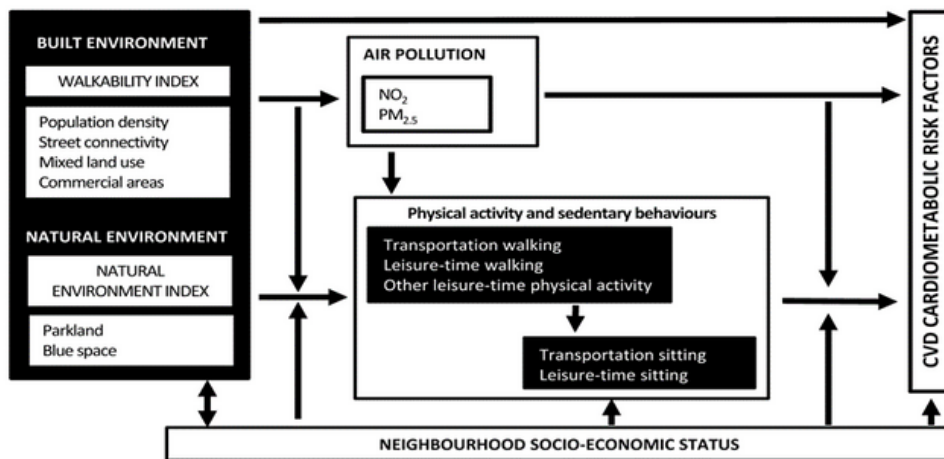 BUILT ENVIRONMENT
WALKABILITY INDEX
Population density
Street connectivity
Mixed land use
Commercial areas
NATURAL ENVIRONMENT
NATURAL
ENVIRONMENT INDEX
Parkland
Blue space
AIR POLLUTION
NO₂
PM₂.₅
Physical activity and sedentary behaviours
Transportation walking
Leisure-time walking
Other leisure-time physical activity
Transportation sitting
Leisure-time sitting
CVD CARDIOMETABOLIC RISK FACTORS
NEIGHBOURHOOD SOCIO-ECONOMIC STATUS